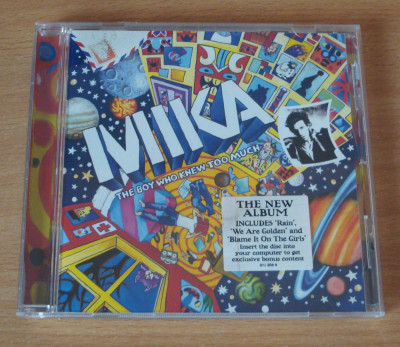 MIKA
THE BOY WHO KNEW TOO MUCH
THE NEW
ALBUM
INCLUDES 'Rain',
'We Are Golden' and
'Blame It On The Girls'
Insert the disc into
your computer to get
exclusive bonus content